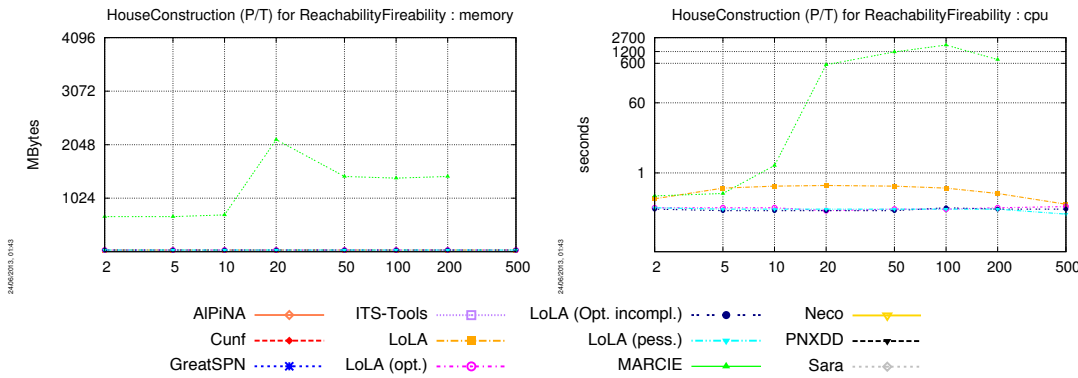 HouseConstruction (P/T) for ReachabilityFireability : memory
HouseConstruction (P/T) for ReachabilityFireability : cpu
4096
3072
2048
1024
MBytes
2 5 10 20 50 100 200 500
24/06/2013, 01:43
2700
1200
600
60
1
seconds
2 5 10 20 50 100 200 500
24/06/2013, 01:43
AlPiNA ITS-Tools LoLA (Opt. incompl.) Neco
Cunf LoLA LoLA (pess.) PNXDD
GreatSPN LoLA (opt.) MARCIE Sara